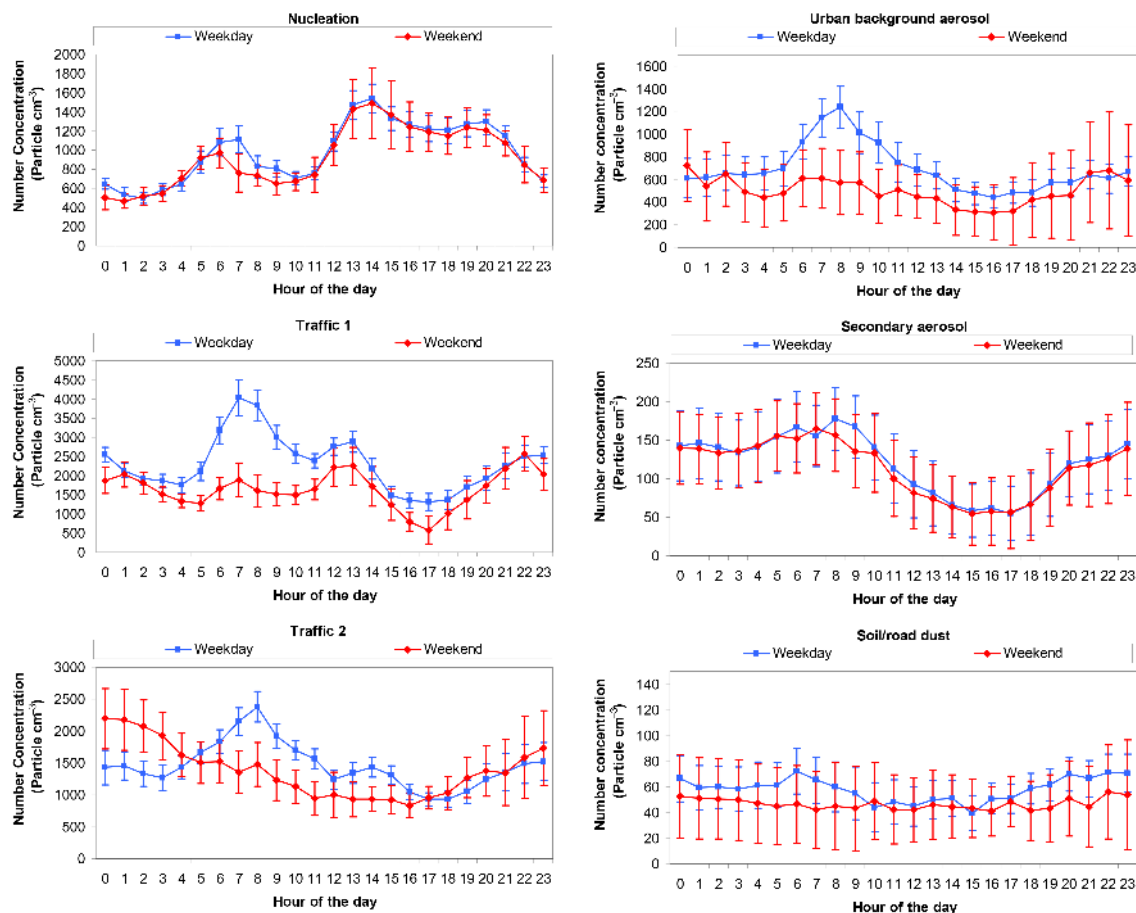 Nucleation
Weekday Weekend
Number Concentration
(Particle cm⁻³)
2000
1800
1600
1400
1200
1000
800
600
400
200
0
0 1 2 3 4 5 6 7 8 9 10 11 12 13 14 15 16 17 18 19 20 21 22 23
Hour of the day
Traffic 1
Weekday Weekend
Number Concentration
(Particle cm⁻³)
5000
4500
4000
3500
3000
2500
2000
1500
1000
500
0
0 1 2 3 4 5 6 7 8 9 10 11 12 13 14 15 16 17 18 19 20 21 22 23
Hour of the day
Traffic 2
Weekday Weekend
Number Concentration
(Particle cm⁻³)
3000
2500
2000
1500
1000
500
0
0 1 2 3 4 5 6 7 8 9 10 11 12 13 14 15 16 17 18 19 20 21 22 23
Hour of the day
Urban background aerosol
Weekday Weekend
Number concentration
(Particle cm⁻³)
1600
1400
1200
1000
800
600
400
200
0
0 1 2 3 4 5 6 7 8 9 10 11 12 13 14 15 16 17 18 19 20 21 22 23
Hour of the day
Secondary aerosol
Weekday Weekend
Number concentration
(Particle cm⁻³)
250
200
150
100
50
0
0 1 2 3 4 5 6 7 8 9 10 11 12 13 14 15 16 17 18 19 20 21 22 23
Hour of the day
Soil/road dust
Weekday Weekend
Number concentration
(Particle cm⁻³)
140
120
100
80
60
40
20
0
0 1 2 3 4 5 6 7 8 9 10 11 12 13 14 15 16 17 18 19 20 21 22 23
Hour of the day